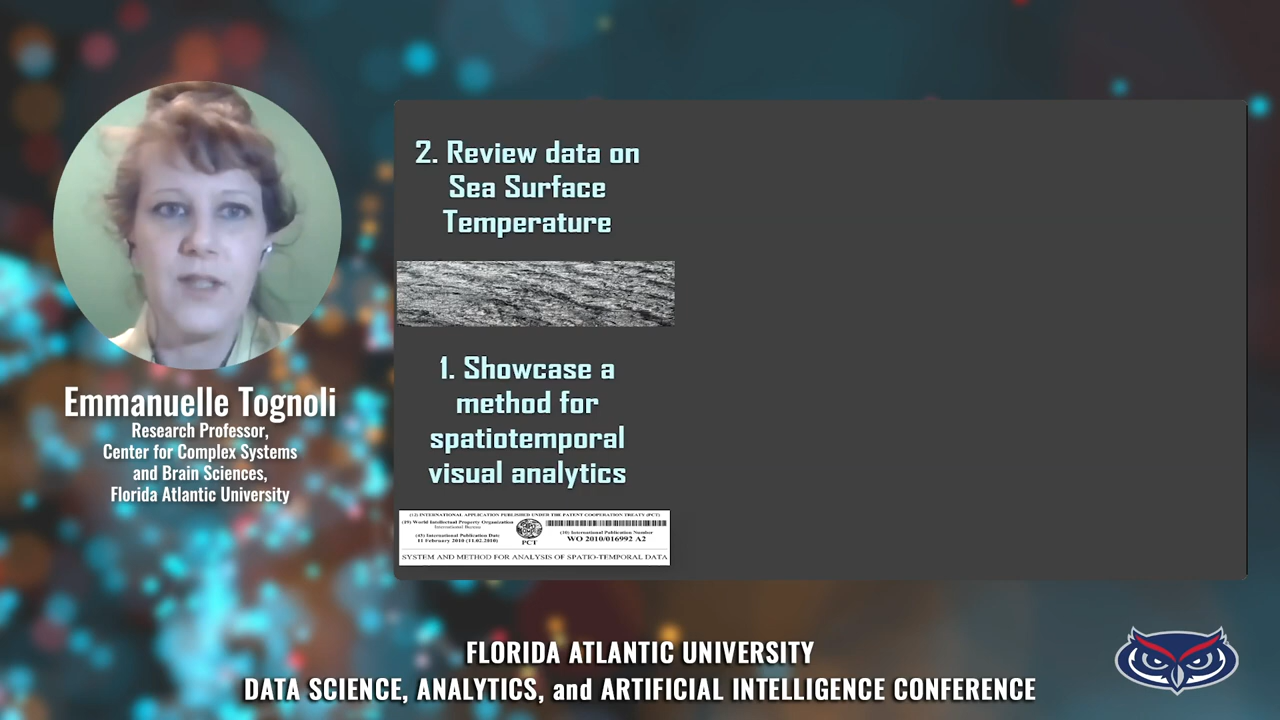 2. Review data on
Sea Surface
Temperature
1. Showcase a
method for
spatiotemporal
visual analytics
(12) INTERNATIONAL APPLICATION PUBLISHED UNDER THE PATENT COOPERATION TREATY (PCT)
(19) World Intellectual Property Organization
International Bureau
(43) International Publication Date
11 February 2010 (11.02.2010)
PCT
(10) International Publication Number
WO 2010/016992 A2
SYSTEM AND METHOD FOR ANALYSIS OF SPATIO-TEMPORAL DATA
Emmanuelle Tognoli
Research Professor,
Center for Complex Systems
and Brain Sciences,
Florida Atlantic University
FLORIDA ATLANTIC UNIVERSITY
DATA SCIENCE, ANALYTICS, and ARTIFICIAL INTELLIGENCE CONFERENCE